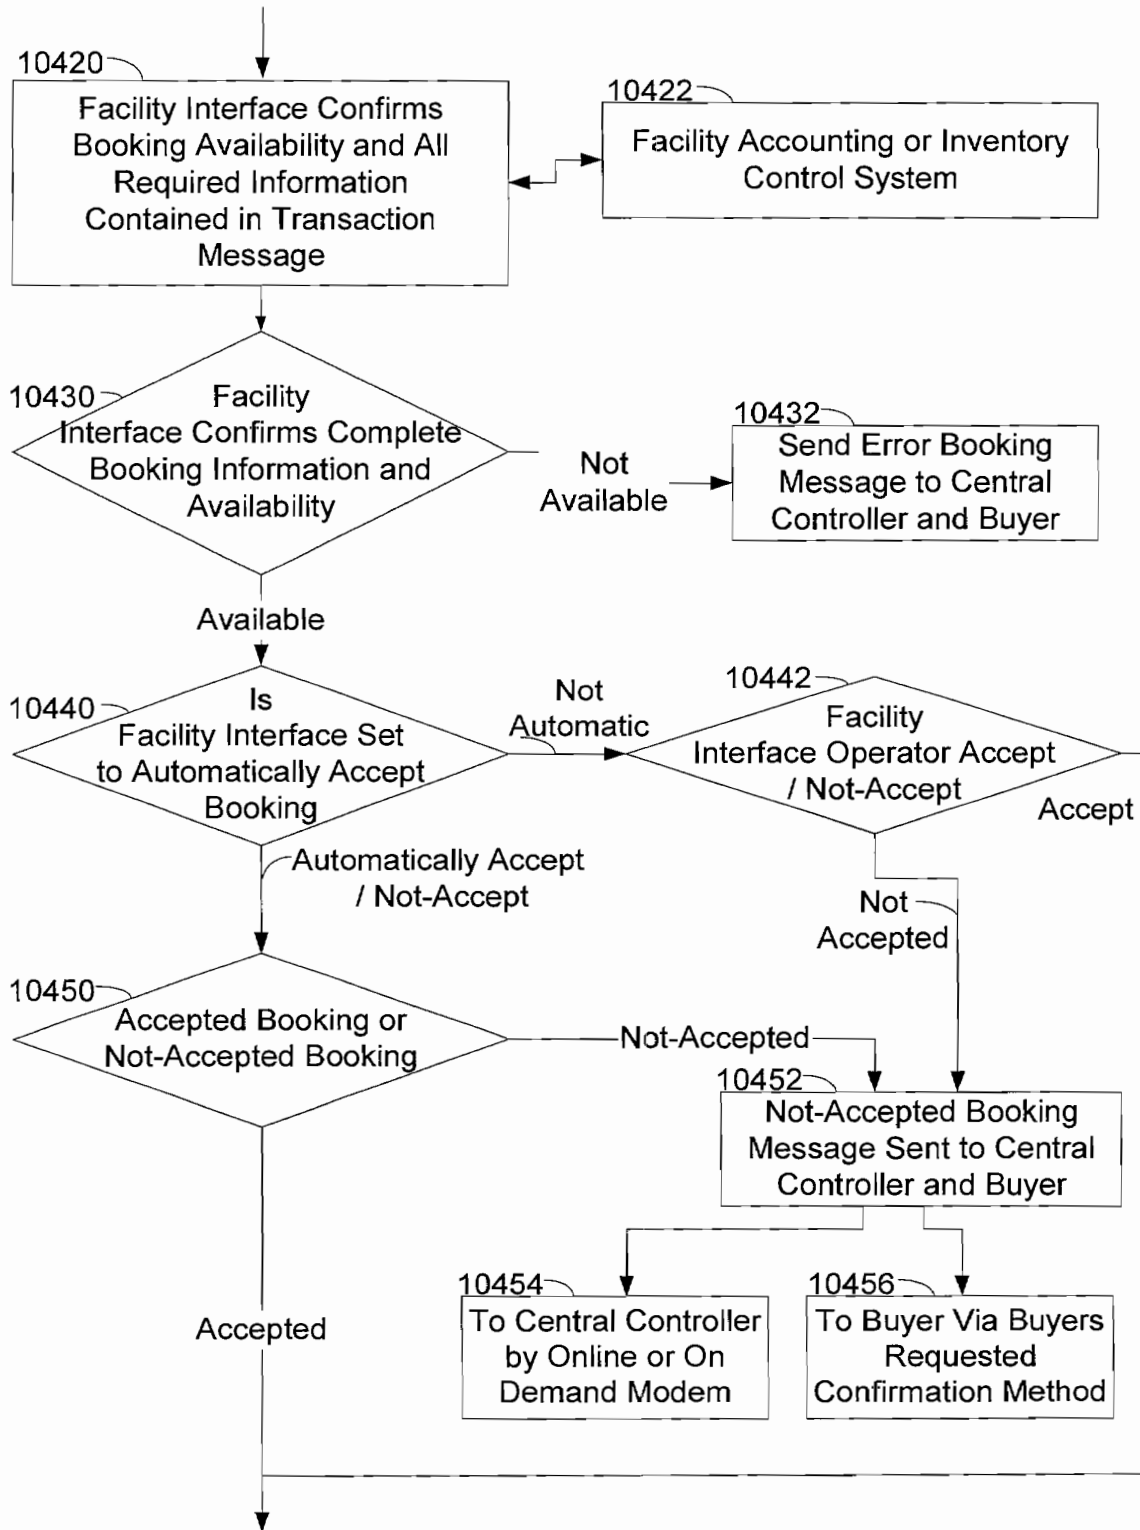 10420
Facility Interface Confirms
Booking Availability and All
Required Information
Contained in Transaction
Message
10422
Facility Accounting or Inventory
Control System
10430
Facility
Interface Confirms Complete
Booking Information and
Availability
Not
Available
10432
Send Error Booking
Message to Central
Controller and Buyer
Available
10440
Is
Facility Interface Set
to Automatically Accept
Booking
Not
Automatic
10442
Facility
Interface Operator Accept
/ Not-Accept
Accept
Automatically Accept
/ Not-Accept
Not
Accepted
10450
Accepted Booking or
Not-Accepted Booking
Not-Accepted
10452
Not-Accepted Booking
Message Sent to Central
Controller and Buyer
10454
To Central Controller
by Online or On
Demand Modem
10456
To Buyer Via Buyers
Requested
Confirmation Method
Accepted